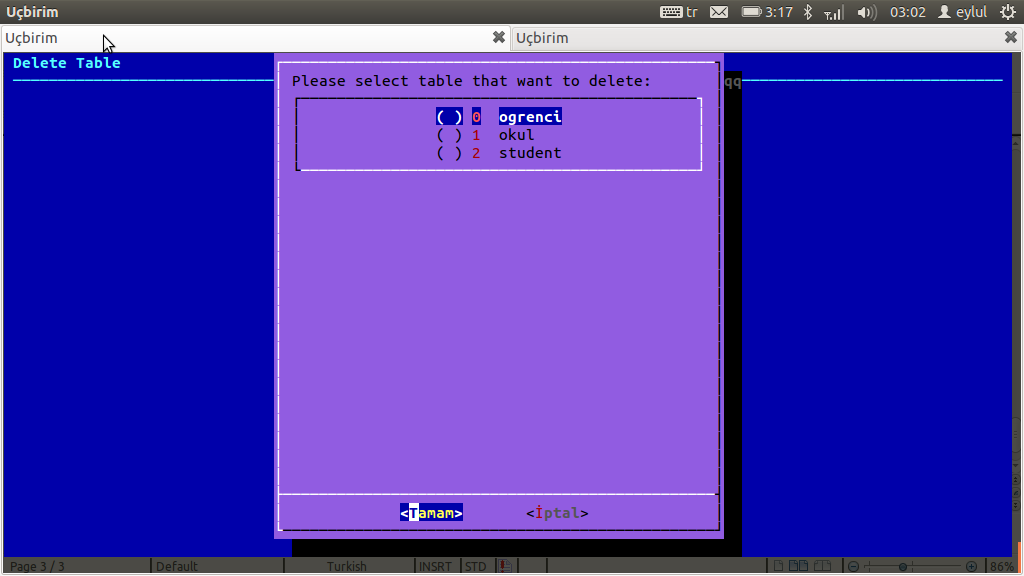 Uçbirim
tr 3:17 03:02 eylul
Uçbirim Uçbirim
Delete Table
Please select table that want to delete:
qq
( ) 0 ogrenci
( ) 1 okul
( ) 2 student
<Tamam> <İptal>
Page 3 / 3 Default Turkish INSRT STD 86%